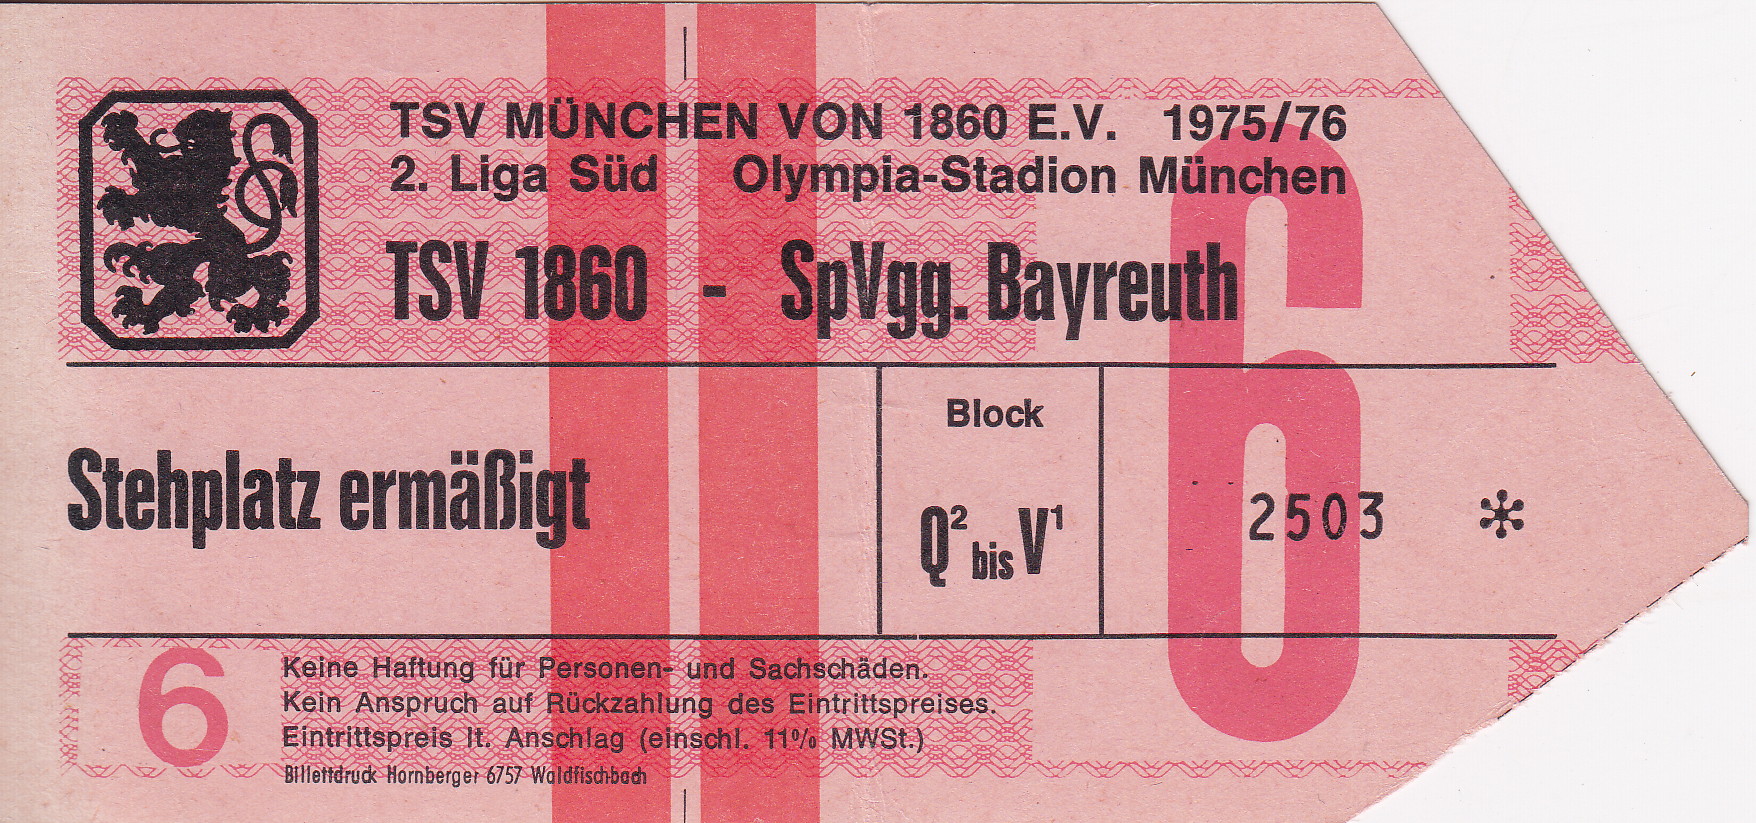 TSV MÜNCHEN VON 1860 E.V. 1975/76
2. Liga Süd Olympia-Stadion München
TSV 1860 - SpVgg. Bayreuth
6
Stehplatz ermäßigt
Block
Q² bis V¹
2503 *
6
Keine Haftung für Personen- und Sachschäden.
Kein Anspruch auf Rückzahlung des Eintrittspreises.
Eintrittspreis lt. Anschlag (einschl. 11% MWSt.)
Billettdruck Hornberger 6757 Waldfischbach